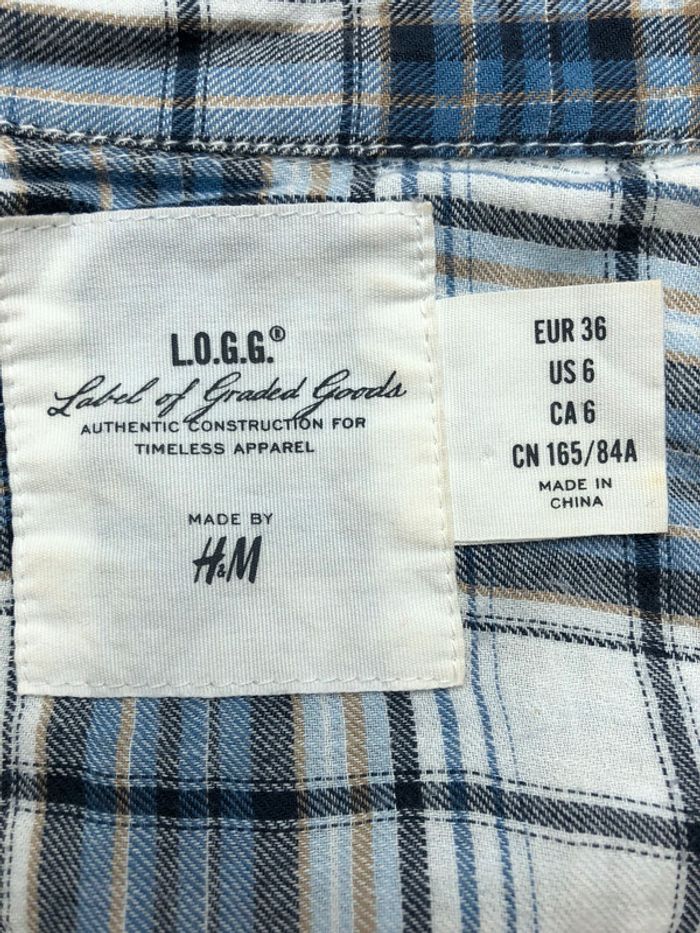 L.O.G.G.®
Label of Graded Goods
AUTHENTIC CONSTRUCTION FOR
TIMELESS APPAREL
MADE BY
H&M
EUR 36
US 6
CA 6
CN 165/84A
MADE IN
CHINA